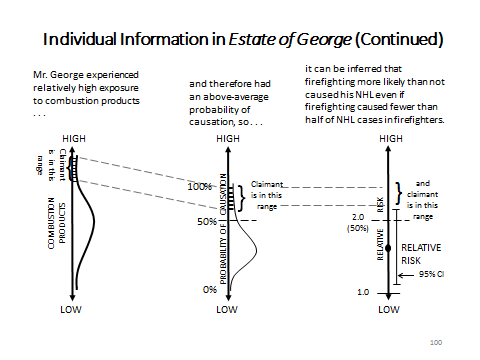 Individual Information in Estate of George (Continued)
Mr. George experienced
relatively high exposure
to combustion products
. . .
and therefore had
an above-average
probability of
causation, so . . .
it can be inferred that
firefighting more likely than not
caused his NHL even if
firefighting caused fewer than
half of NHL cases in firefighters.
HIGH
Claimant
is in this
range
COMBUSTION
PRODUCTS
LOW
HIGH
100%
50%
0%
PROBABILITY OF CAUSATION
Claimant
is in this
range
LOW
HIGH
and
claimant
is in this
range
2.0
(50%)
RELATIVE RISK
RELATIVE
RISK
95% CI
1.0
LOW
100